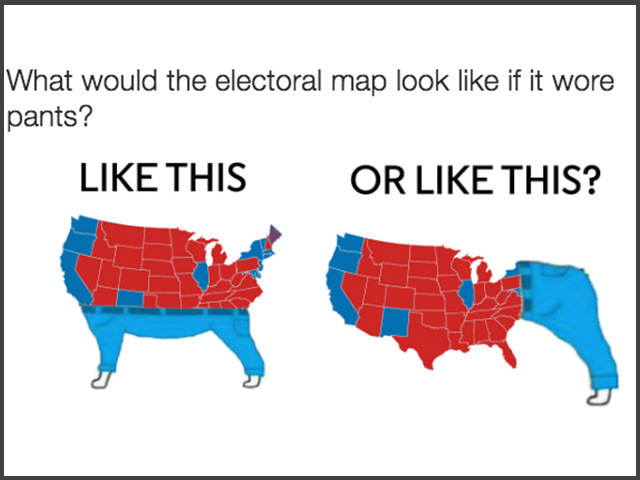 What would the electoral map look like if it wore
pants?
LIKE THIS
OR LIKE THIS?